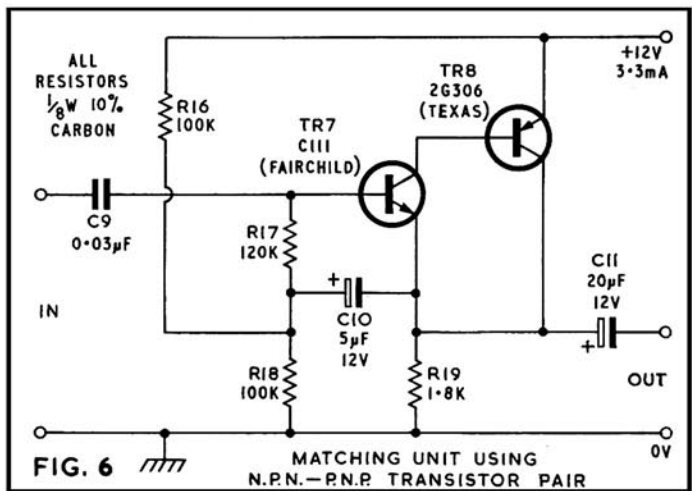 ALL
RESISTORS
⅛W 10%
CARBON
R16
100K
TR7
C111
(FAIRCHILD)
TR8
2G306
(TEXAS)
+12V
3·3mA
C9
0·03µF
R17
120K
+
C10
5µF
12V
C11
20µF
12V
+
IN
OUT
R18
100K
R19
1·8K
0V
FIG. 6
MATCHING UNIT USING
N.P.N.–P.N.P. TRANSISTOR PAIR